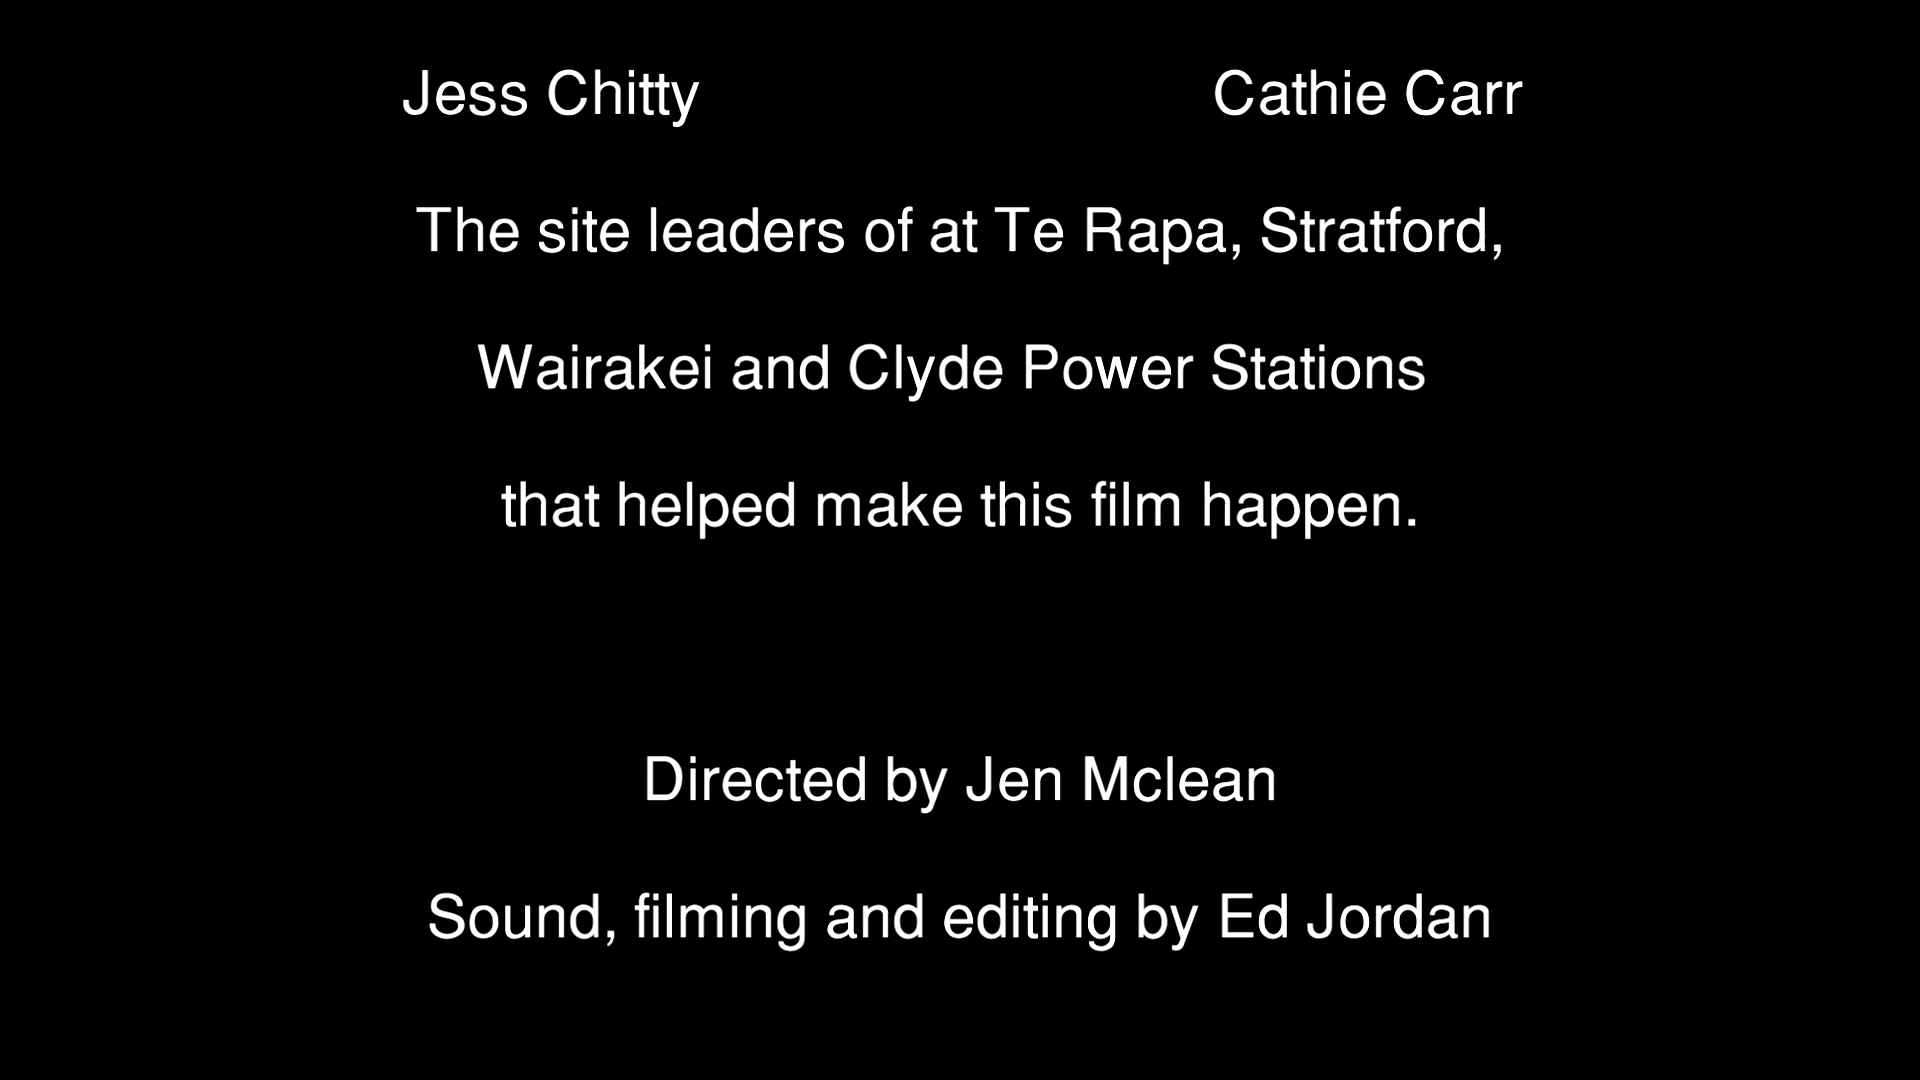 Jess Chitty Cathie Carr
The site leaders of at Te Rapa, Stratford,
Wairakei and Clyde Power Stations
that helped make this film happen.
Directed by Jen Mclean
Sound, filming and editing by Ed Jordan